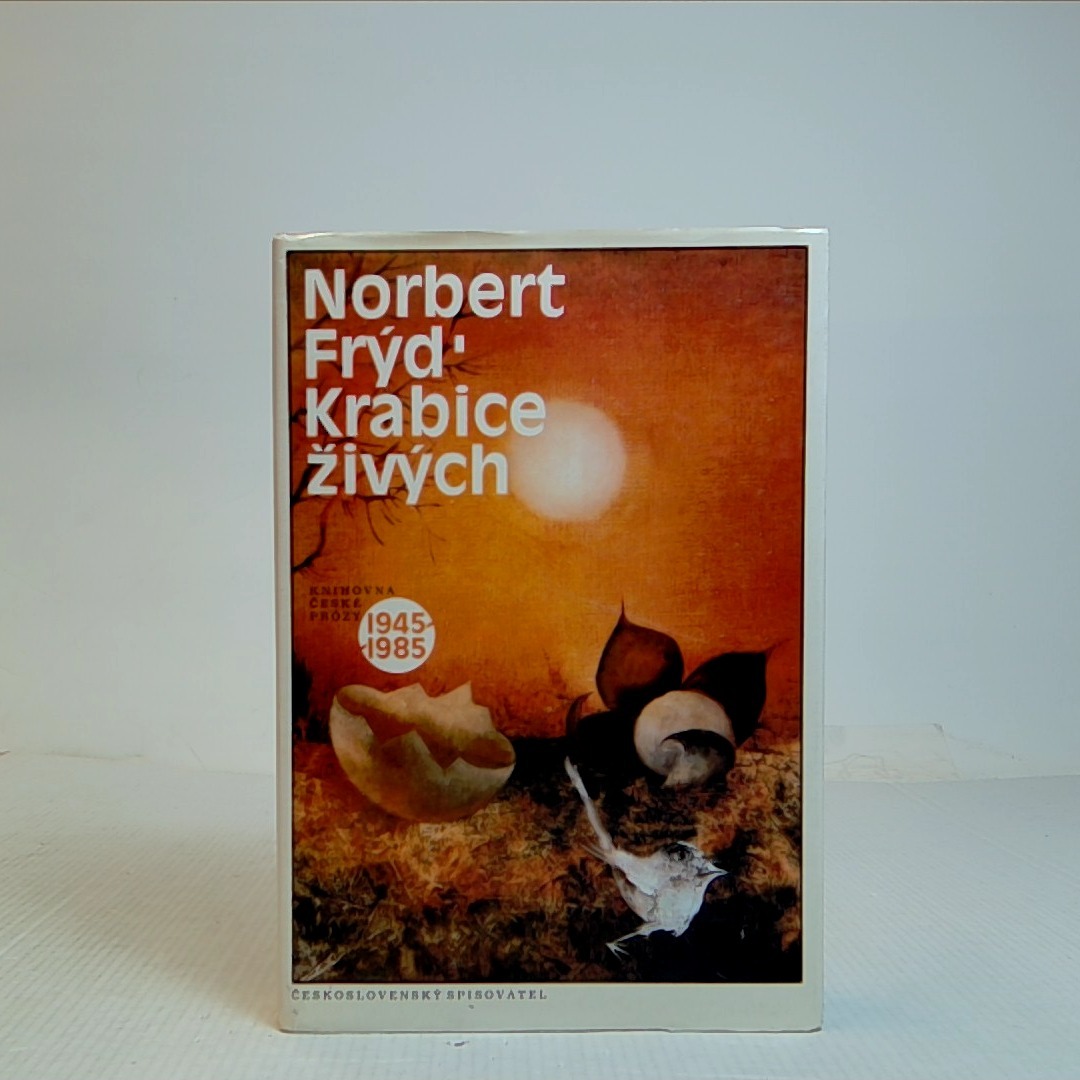 Norbert
Frýd·
Krabice
živých
KNIHOVNA
ČESKÉ
PRÓZY
1945-
-1985
ČESKOSLOVENSKÝ SPISOVATEL